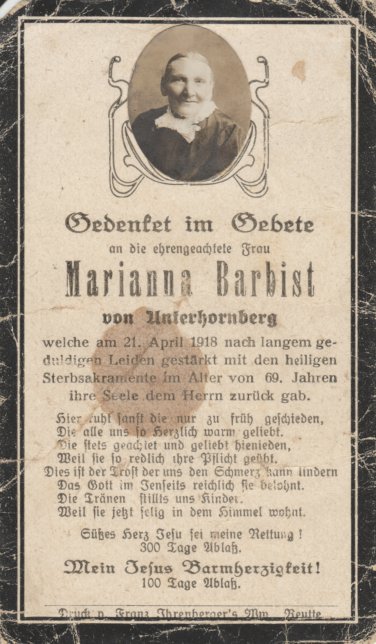 Gedenket im Gebete
an die ehrengeachtete Frau
Marianna Barbist
von Unterhornberg
welche am 21. April 1918 nach langem ge-
duldigen Leiden gestärkt mit den heiligen
Sterbsakramente im Alter von 69. Jahren
ihre Seele dem Herrn zurück gab.
Hier ruht sanft die nur zu früh geschieden,
Die alle uns so Herzlich warm geliebt.
Die stets geachtet und geliebt hienieden,
Weil sie so redlich ihre Pflicht geübt.
Dies ist der Trost der uns den Schmerz kann lindern
Das Gott im Jenseits reichlich sie belohnt.
Die Tränen stillts uns Kinder.
Weil sie jetzt selig in dem Himmel wohnt.
Süßes Herz Jesu sei meine Rettung!
300 Tage Ablaß.
Mein Jesus Barmherzigkeit!
100 Tage Ablaß.
Druck v. Franz Ihrenberger's Wm. Reutte